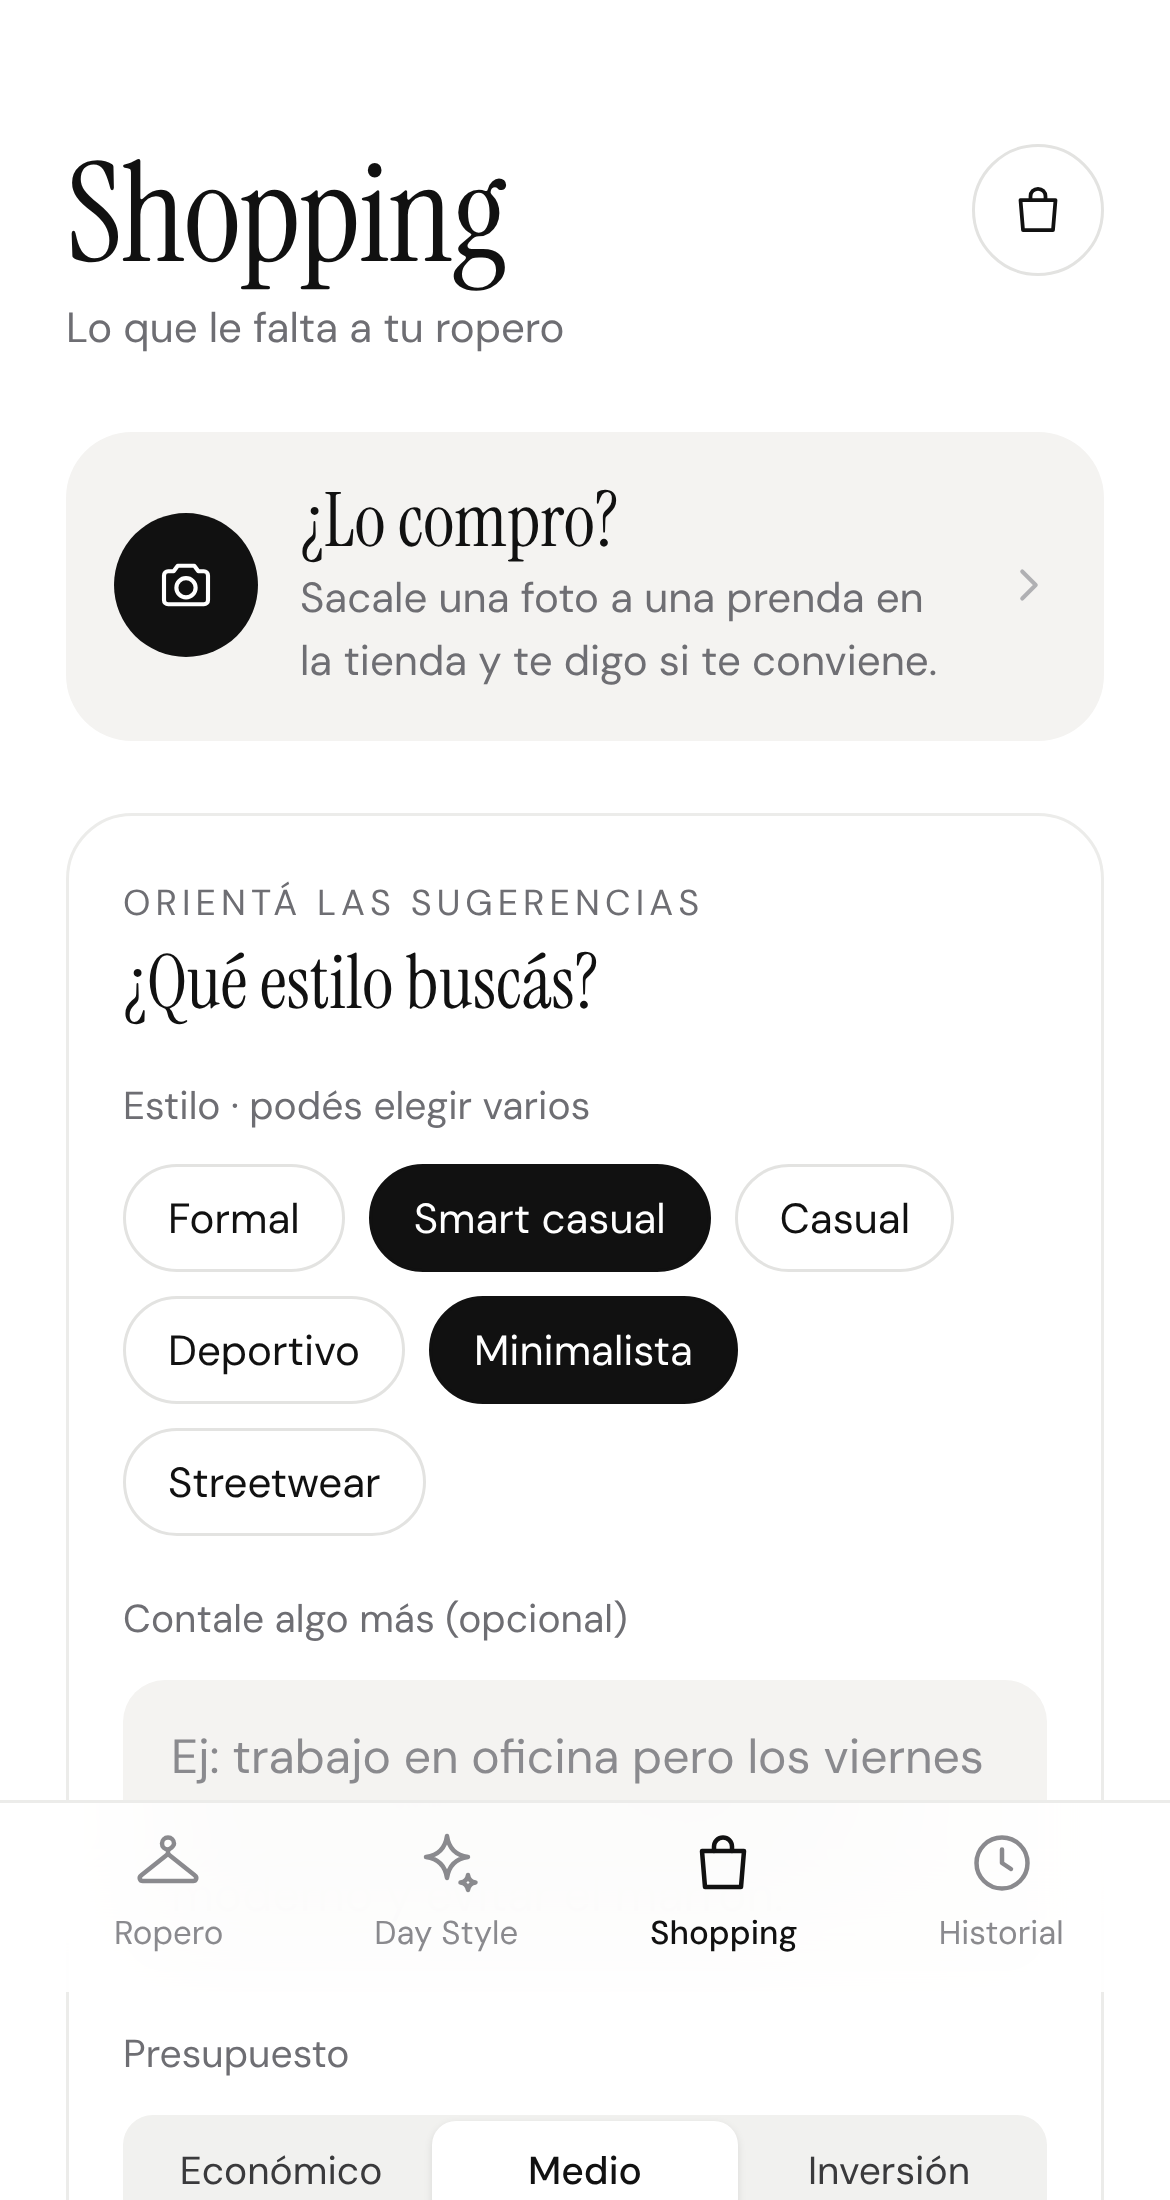 Shopping
Lo que le falta a tu ropero
¿Lo compro?
Sacale una foto a una prenda en
la tienda y te digo si te conviene.
ORIENTÁ LAS SUGERENCIAS
¿Qué estilo buscás?
Estilo · podés elegir varios
Formal
Smart casual
Casual
Deportivo
Minimalista
Streetwear
Contale algo más (opcional)
Ej: trabajo en oficina pero los viernes
Ropero
Day Style
Shopping
Historial
Presupuesto
Económico
Medio
Inversión